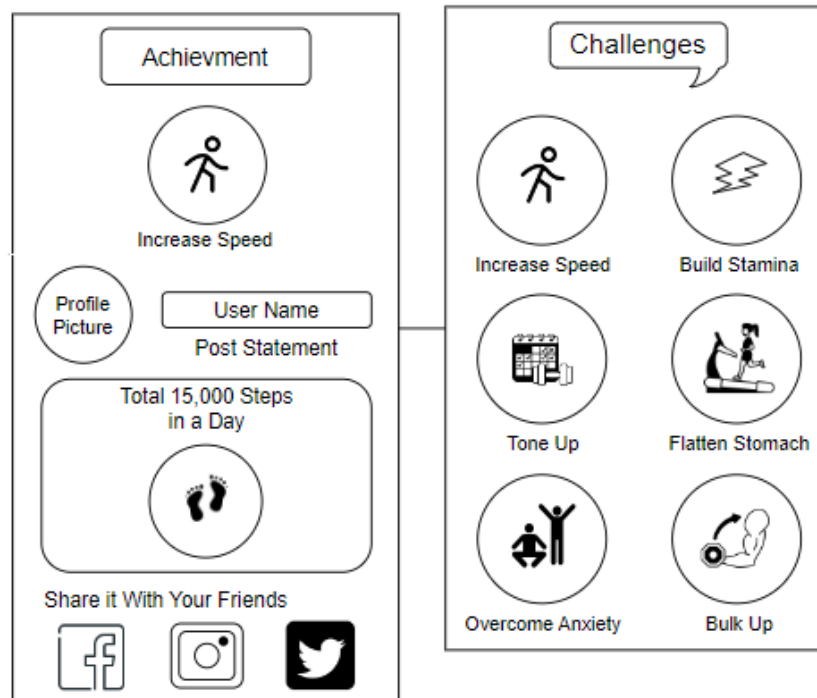 Achievment
Increase Speed
Profile
Picture
User Name
Post Statement
Total 15,000 Steps
in a Day
Share it With Your Friends
Challenges
Increase Speed
Build Stamina
Tone Up
Flatten Stomach
Overcome Anxiety
Bulk Up